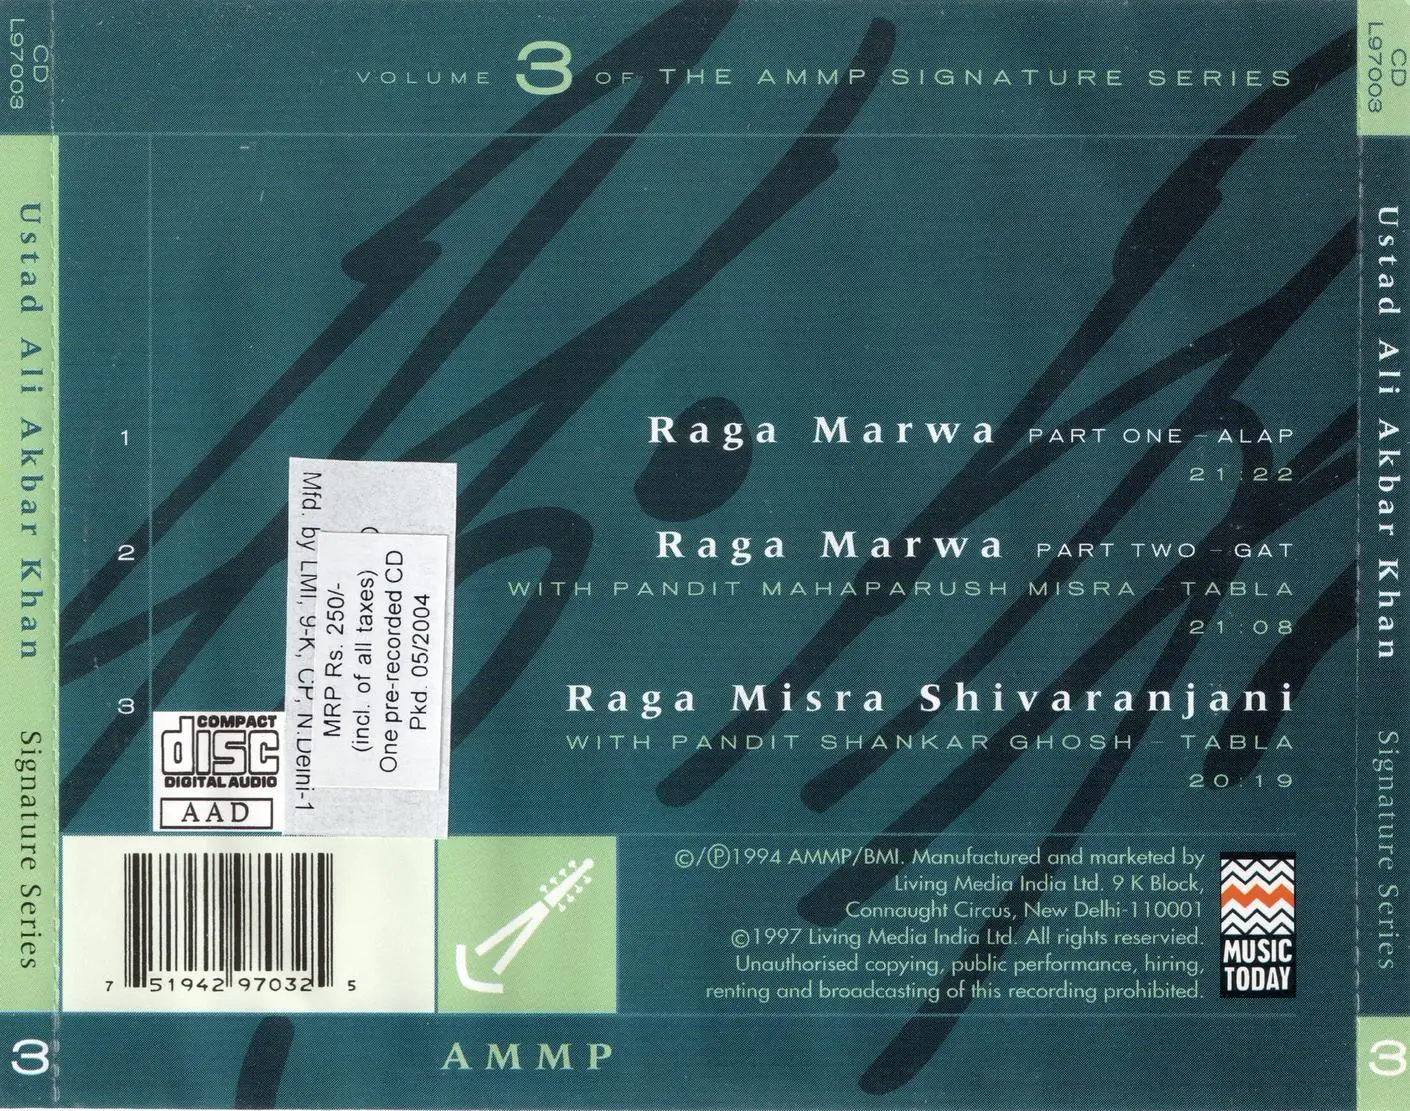 CD
L97008
Ustad Ali Akbar Khan Signature Series
3
VOLUME 3 OF THE AMMP SIGNATURE SERIES
1
Raga Marwa PART ONE – ALAP
21:22
2
Raga Marwa PART TWO – GAT
WITH PANDIT MAHAPARUSH MISRA – TABLA
21:08
3
Raga Misra Shivaranjani
WITH PANDIT SHANKAR GHOSH – TABLA
20:19
COMPACT
disc
DIGITAL AUDIO
AAD
Mfd. by LMI, 9-K, CP, N.Delhi-1
MRP Rs. 250/-
(incl. of all taxes)
One pre-recorded CD
Pkd. 05/2004
7 51942 97032 5
©/℗1994 AMMP/BMI. Manufactured and marketed by
Living Media India Ltd. 9 K Block,
Connaught Circus, New Delhi-110001
©1997 Living Media India Ltd. All rights reservied.
Unauthorised copying, public performance, hiring,
renting and broadcasting of this recording prohibited.
MUSIC
TODAY
AMMP
CD
L97008
Ustad Ali Akbar Khan Signature Series
3